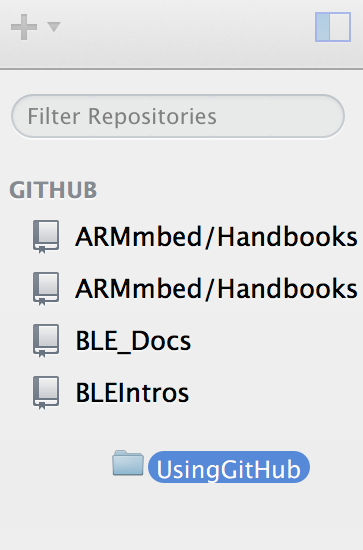 Filter Repositories
GITHUB
ARMmbed/Handbooks
ARMmbed/Handbooks
BLE_Docs
BLEIntros
UsingGitHub